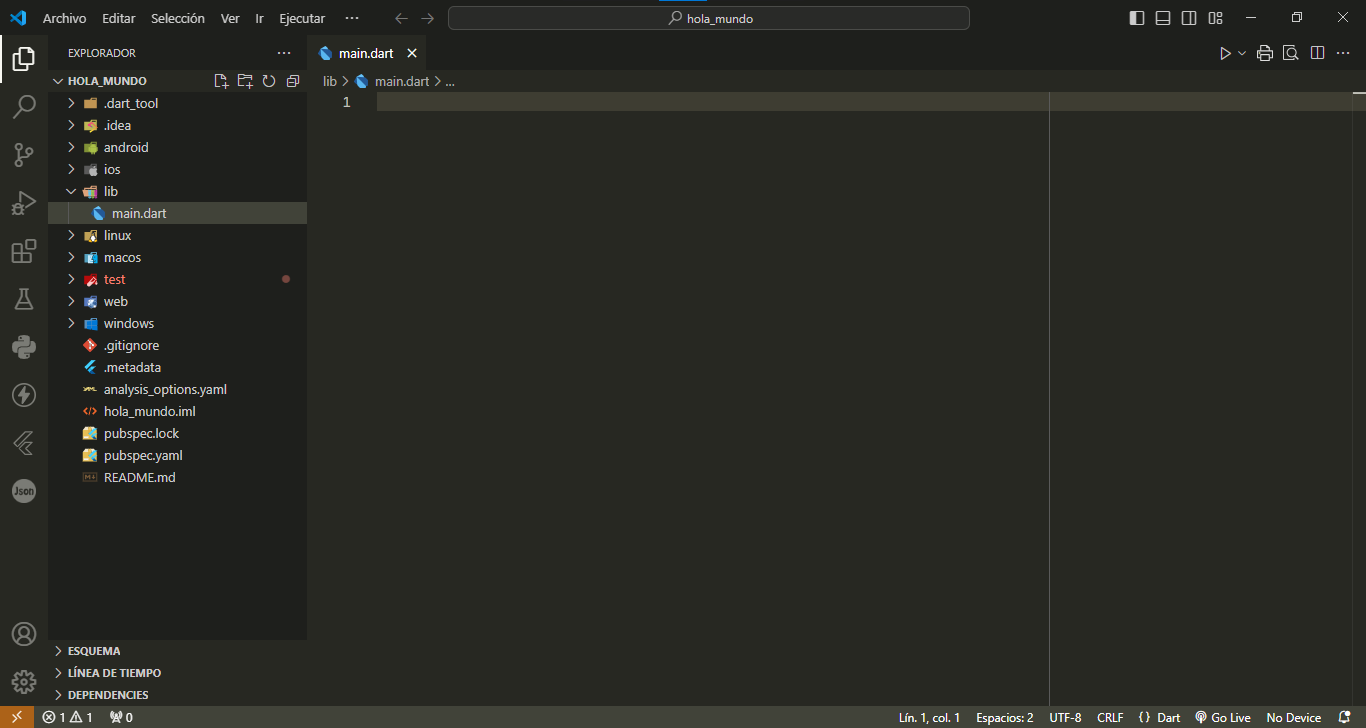 Archivo Editar Selección Ver Ir Ejecutar ··· hola_mundo
EXPLORADOR ···
HOLA_MUNDO
.dart_tool
.idea
android
ios
lib
main.dart
linux
macos
test
web
windows
.gitignore
.metadata
analysis_options.yaml
hola_mundo.iml
pubspec.lock
pubspec.yaml
README.md
ESQUEMA
LÍNEA DE TIEMPO
DEPENDENCIES
main.dart
lib > main.dart > ...
1
Json
1 1 0 Lín. 1, col. 1 Espacios: 2 UTF-8 CRLF {} Dart Go Live No Device